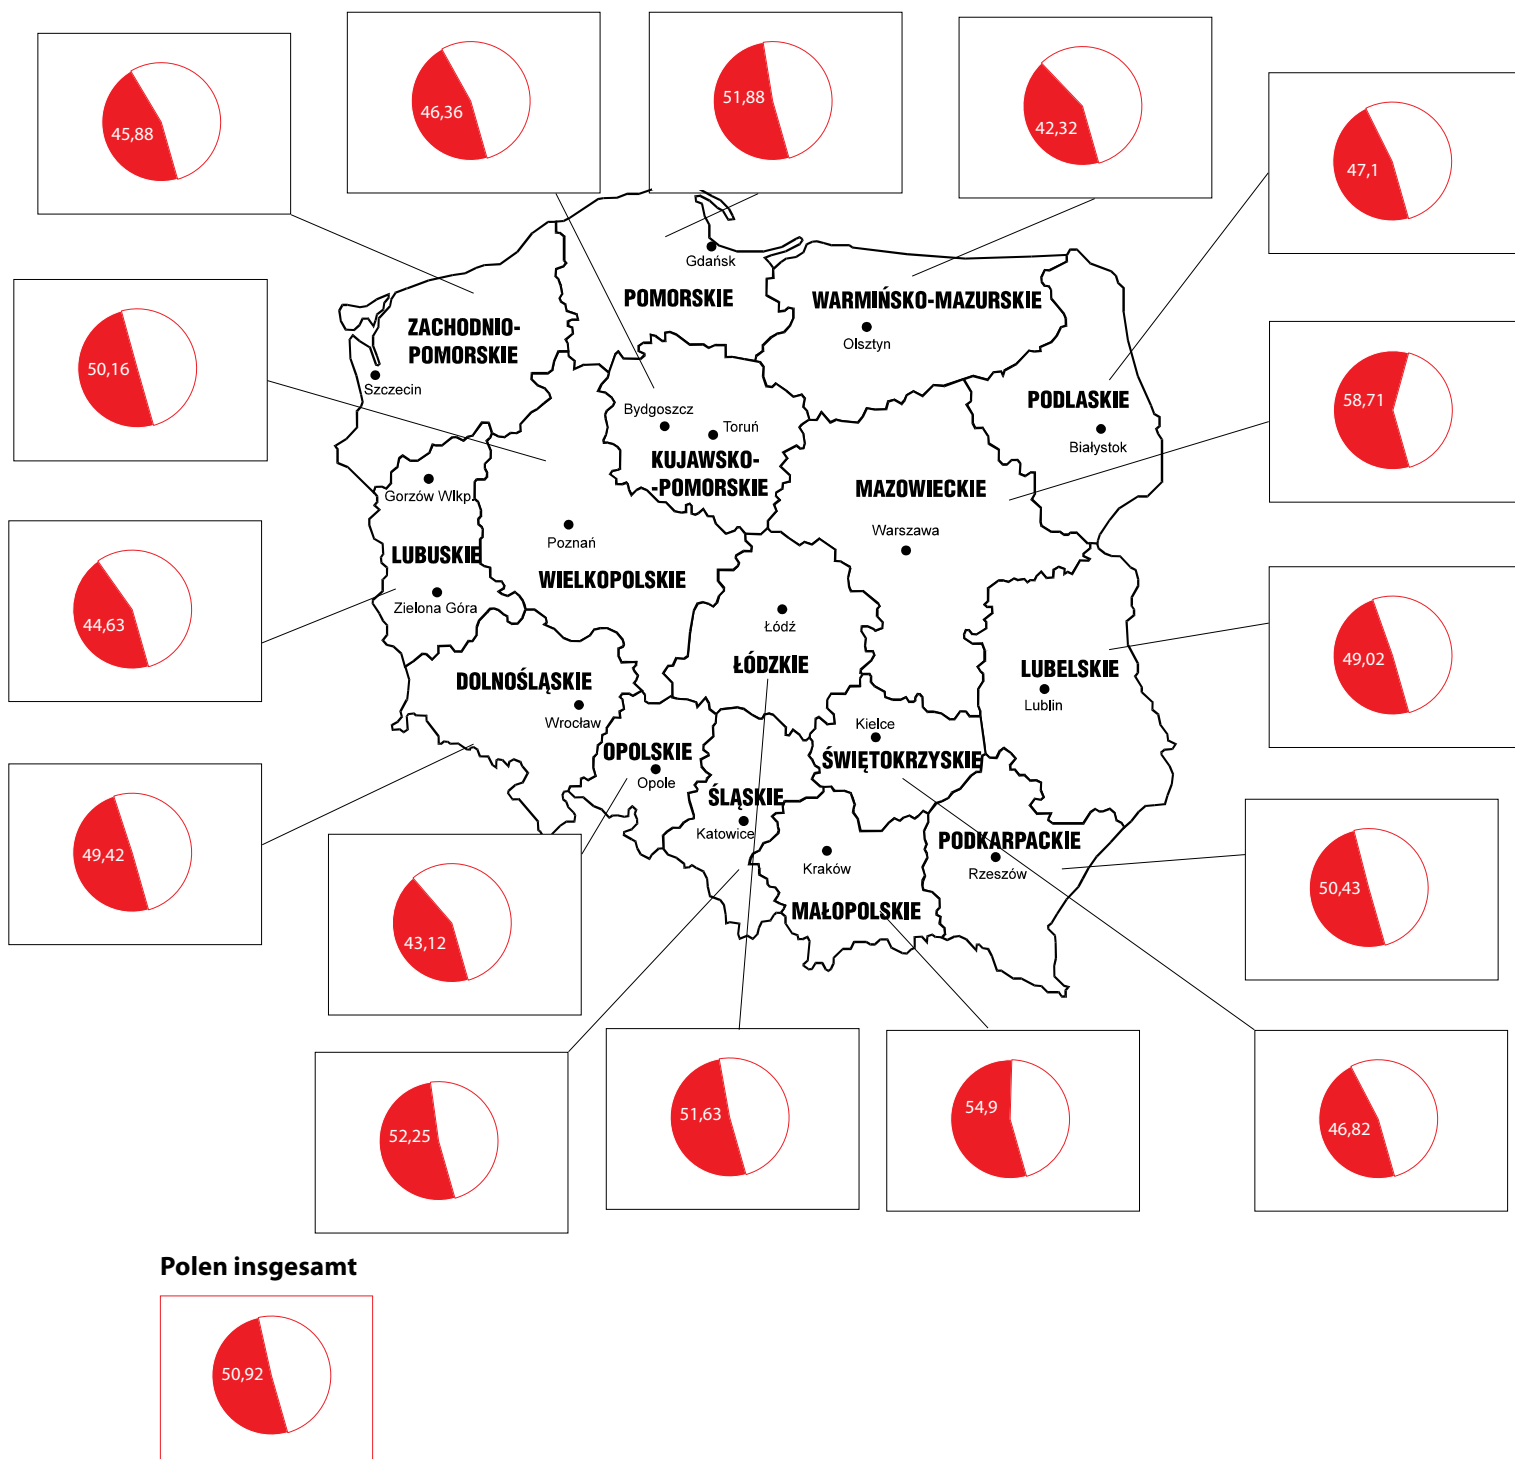 45,88
46,36
51,88
42,32
47,1
Gdańsk
POMORSKIE
WARMIŃSKO-MAZURSKIE
ZACHODNIO-
POMORSKIE
Olsztyn
50,16
Szczecin
PODLASKIE
58,71
Bydgoszcz
Toruń
Białystok
KUJAWSKO-
-POMORSKIE
MAZOWIECKIE
Gorzów Wlkp.
Poznań
Warszawa
LUBUSKIE
WIELKOPOLSKIE
Zielona Góra
44,63
Łódź
ŁÓDZKIE
LUBELSKIE
49,02
DOLNOŚLĄSKIE
Lublin
Wrocław
Kielce
OPOLSKIE
ŚWIĘTOKRZYSKIE
Opole
ŚLĄSKIE
Katowice
PODKARPACKIE
49,42
Kraków
Rzeszów
50,43
MAŁOPOLSKIE
43,12
52,25
51,63
54,9
46,82
Polen insgesamt
50,92